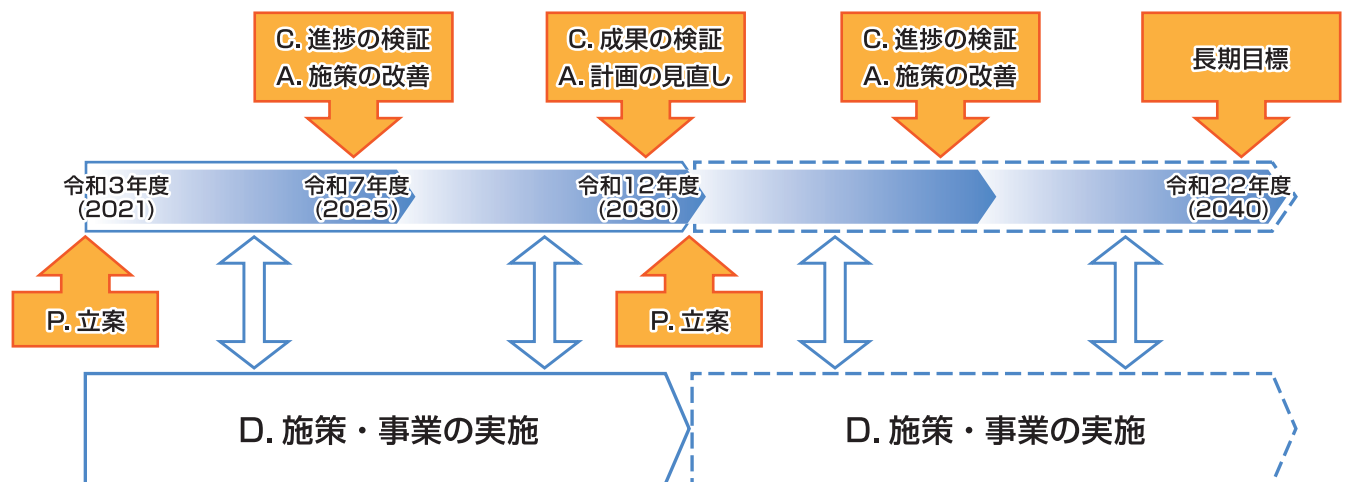 C. 進捗の検証
A. 施策の改善
C. 成果の検証
A. 計画の見直し
C. 進捗の検証
A. 施策の改善
長期目標
令和3年度
(2021)
令和7年度
(2025)
令和12年度
(2030)
令和22年度
(2040)
P. 立案
P. 立案
D. 施策・事業の実施
D. 施策・事業の実施